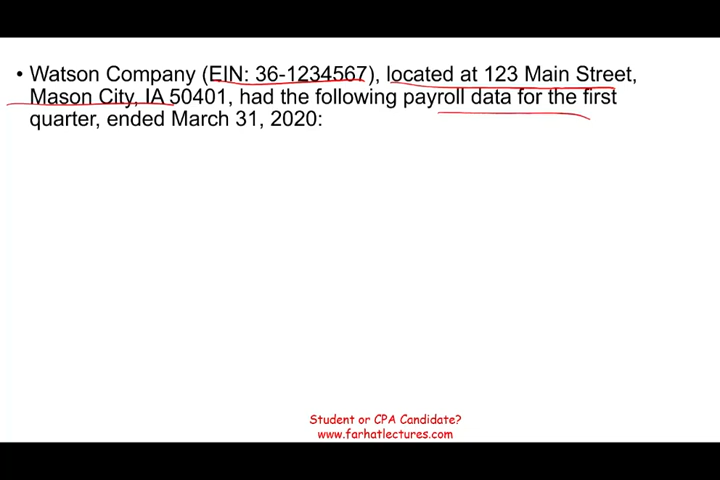 • Watson Company (EIN: 36-1234567), located at 123 Main Street,
Mason City, IA 50401, had the following payroll data for the first
quarter, ended March 31, 2020:
Student or CPA Candidate?
www.farhatlectures.com